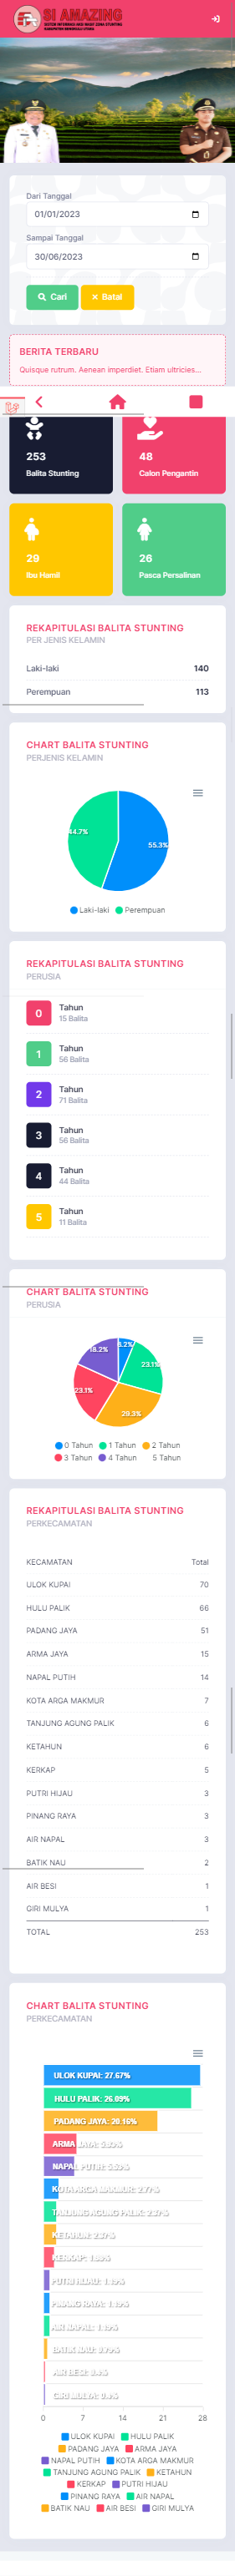 SI AMAZING
SISTEM INTERVENSI AKSI MASIF ZONA STUNTING
KABUPATEN BENGKULU UTARA
Dari Tanggal
01/01/2023
Sampai Tanggal
30/06/2023
Cari
Batal
BERITA TERBARU
Quisque rutrum. Aenean imperdiet. Etiam ultricies...
253
Balita Stunting
48
Calon Pengantin
29
Ibu Hamil
26
Pasca Persalinan
REKAPITULASI BALITA STUNTING
PER JENIS KELAMIN
Laki-laki 140
Perempuan 113
CHART BALITA STUNTING
PERJENIS KELAMIN
44.7%
55.3%
Laki-laki Perempuan
REKAPITULASI BALITA STUNTING
PERUSIA
0 Tahun
15 Balita
1 Tahun
56 Balita
2 Tahun
71 Balita
3 Tahun
56 Balita
4 Tahun
44 Balita
5 Tahun
11 Balita
CHART BALITA STUNTING
PERUSIA
18.2%
6.2%
23.1%
23.1%
29.3%
0 Tahun 1 Tahun 2 Tahun
3 Tahun 4 Tahun 5 Tahun
REKAPITULASI BALITA STUNTING
PERKECAMATAN
KECAMATAN Total
ULOK KUPAI 70
HULU PALIK 66
PADANG JAYA 51
ARMA JAYA 15
NAPAL PUTIH 14
KOTA ARGA MAKMUR 7
TANJUNG AGUNG PALIK 6
KETAHUN 6
KERKAP 5
PUTRI HIJAU 3
PINANG RAYA 3
AIR NAPAL 3
BATIK NAU 2
AIR BESI 1
GIRI MULYA 1
TOTAL 253
CHART BALITA STUNTING
PERKECAMATAN
ULOK KUPAI: 27.67%
HULU PALIK: 26.09%
PADANG JAYA: 20.16%
ARMA JAYA: 5.93%
NAPAL PUTIH: 5.53%
KOTA ARGA MAKMUR: 2.77%
TANJUNG AGUNG PALIK: 2.37%
KETAHUN: 2.37%
KERKAP: 1.98%
PUTRI HIJAU: 1.19%
PINANG RAYA: 1.19%
AIR NAPAL: 1.19%
BATIK NAU: 0.79%
AIR BESI: 0.4%
GIRI MULYA: 0.4%
0 7 14 21 28
ULOK KUPAI HULU PALIK
PADANG JAYA ARMA JAYA
NAPAL PUTIH KOTA ARGA MAKMUR
TANJUNG AGUNG PALIK KETAHUN
KERKAP PUTRI HIJAU
PINANG RAYA AIR NAPAL
BATIK NAU AIR BESI GIRI MULYA